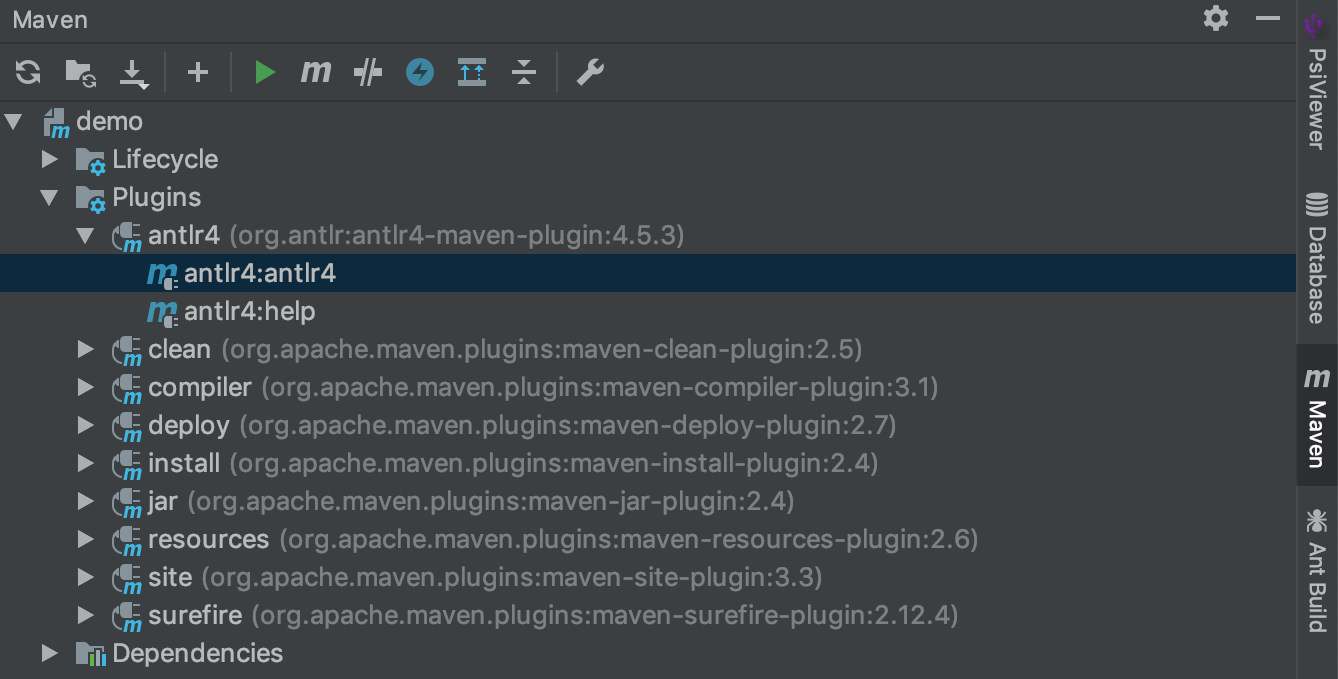 Maven
demo
Lifecycle
Plugins
antlr4 (org.antlr:antlr4-maven-plugin:4.5.3)
antlr4:antlr4
antlr4:help
clean (org.apache.maven.plugins:maven-clean-plugin:2.5)
compiler (org.apache.maven.plugins:maven-compiler-plugin:3.1)
deploy (org.apache.maven.plugins:maven-deploy-plugin:2.7)
install (org.apache.maven.plugins:maven-install-plugin:2.4)
jar (org.apache.maven.plugins:maven-jar-plugin:2.4)
resources (org.apache.maven.plugins:maven-resources-plugin:2.6)
site (org.apache.maven.plugins:maven-site-plugin:3.3)
surefire (org.apache.maven.plugins:maven-surefire-plugin:2.12.4)
Dependencies
PsiViewer
Database
Maven
Ant Build